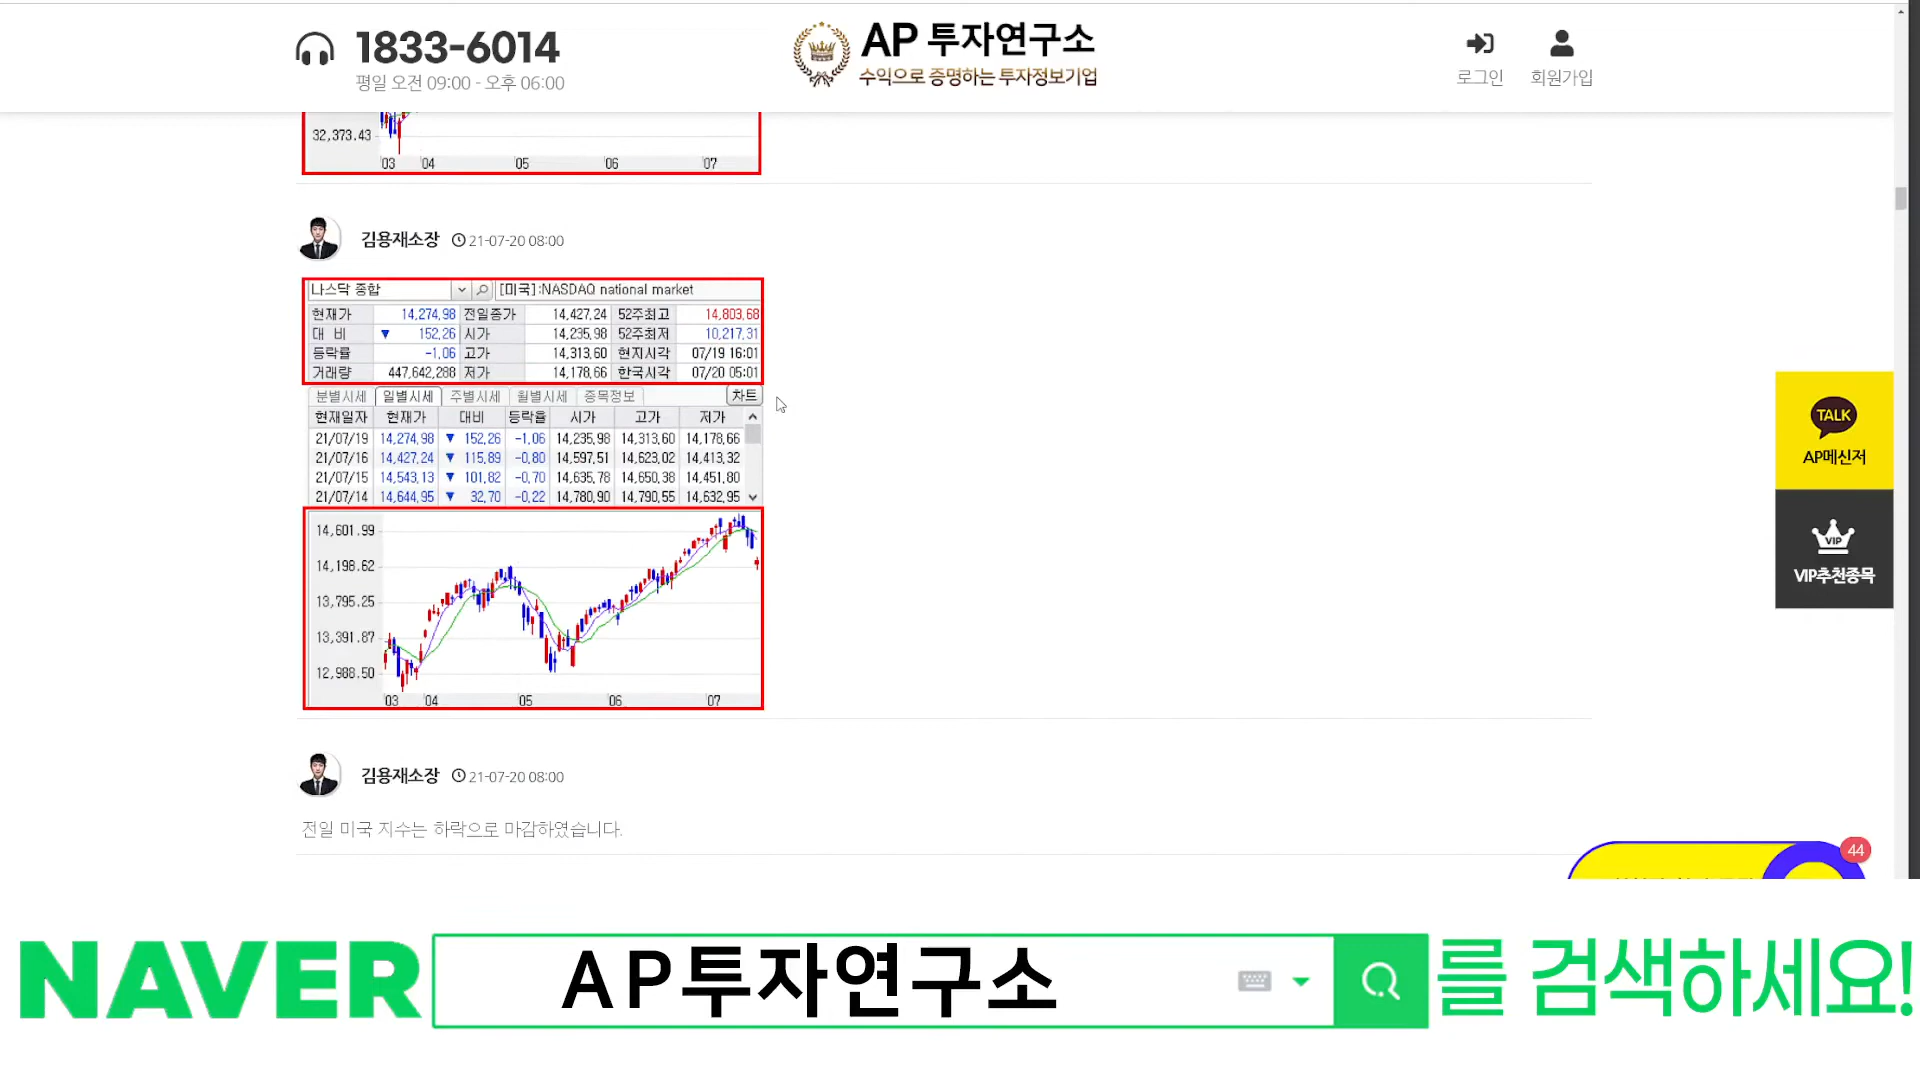 1833-6014
평일 오전 09:00 - 오후 06:00
AP 투자연구소
수익으로 증명하는 투자정보기업
로그인
회원가입
32,373.43
'03 '04 '05 '06 '07
김용재소장 21-07-20 08:00
나스닥 종합 [미국]:NASDAQ national market
현재가 14,274.98 전일종가 14,427.24 52주최고 14,803.68
대 비 ▼ 152.26 시가 14,235.98 52주최저 10,217.31
등락률 -1.06 고가 14,313.60 현지시각 07/19 16:01
거래량 447,642,288 저가 14,178.66 한국시각 07/20 05:01
분별시세 일별시세 주별시세 월별시세 종목정보 차트
현재일자 현재가 대비 등락율 시가 고가 저가
21/07/19 14,274.98 ▼ 152.26 -1.06 14,235.98 14,313.60 14,178.66
21/07/16 14,427.24 ▼ 115.89 -0.80 14,597.51 14,623.02 14,413.32
21/07/15 14,543.13 ▼ 101.82 -0.70 14,635.78 14,650.38 14,451.80
21/07/14 14,644.95 ▼ 32.70 -0.22 14,780.90 14,790.55 14,632.95
14,601.99
14,198.62
13,795.25
13,391.87
12,988.50
'03 '04 '05 '06 '07
TALK
AP메신저
VIP
VIP추천종목
김용재소장 21-07-20 08:00
전일 미국 지수는 하락으로 마감하였습니다.
44
NAVER AP투자연구소 를 검색하세요!